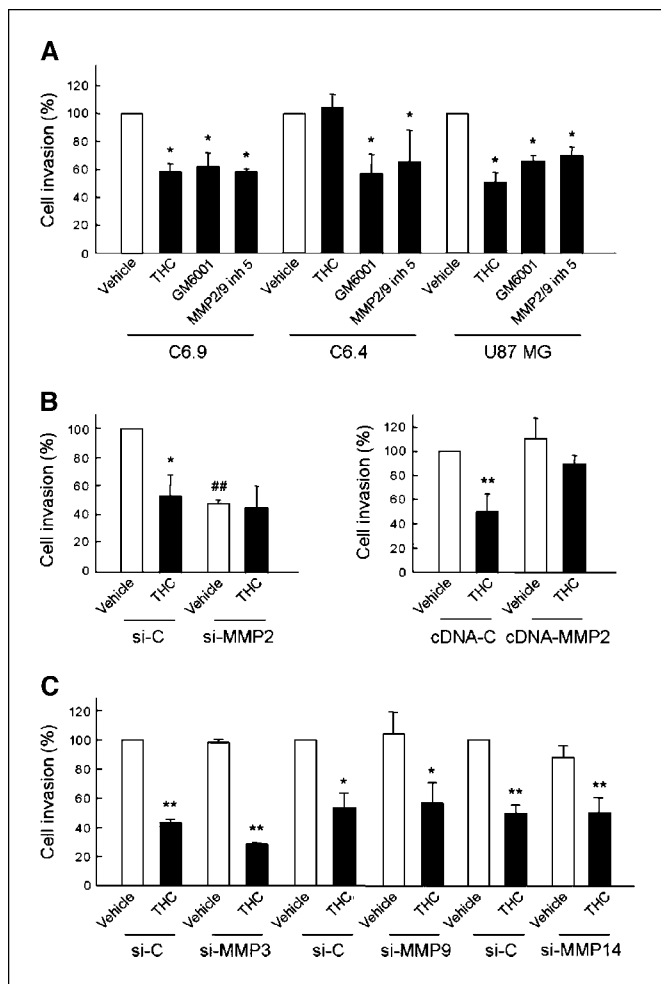 A
Cell invasion (%)
120
100
80
60
40
20
0
* * * * * * * *
Vehicle THC GM6001 MMP2/9 inh 5 Vehicle THC GM6001 MMP2/9 inh 5 Vehicle THC GM6001 MMP2/9 inh 5
C6.9 C6.4 U87 MG
B
Cell invasion (%)
100
80
60
40
20
0
* ##
Vehicle THC Vehicle THC
si-C si-MMP2
Cell invasion (%)
120
100
80
60
40
20
0
**
Vehicle THC Vehicle THC
cDNA-C cDNA-MMP2
C
Cell invasion (%)
120
100
80
60
40
20
0
** ** * * ** **
Vehicle THC Vehicle THC Vehicle THC Vehicle THC Vehicle THC Vehicle THC
si-C si-MMP3 si-C si-MMP9 si-C si-MMP14